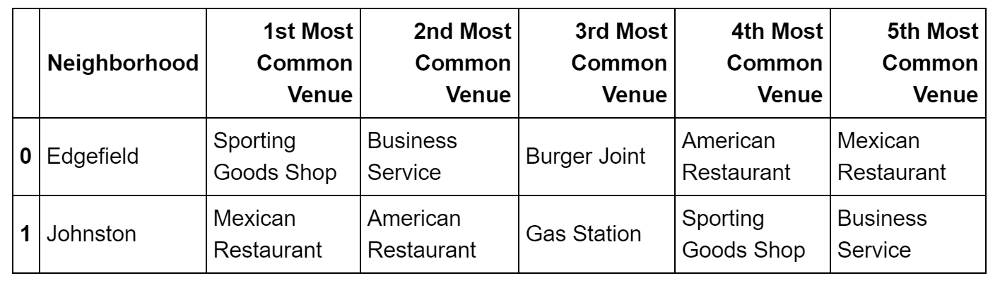 Neighborhood 1st Most Common Venue 2nd Most Common Venue 3rd Most Common Venue 4th Most Common Venue 5th Most Common Venue
0 Edgefield Sporting Goods Shop Business Service Burger Joint American Restaurant Mexican Restaurant
1 Johnston Mexican Restaurant American Restaurant Gas Station Sporting Goods Shop Business Service